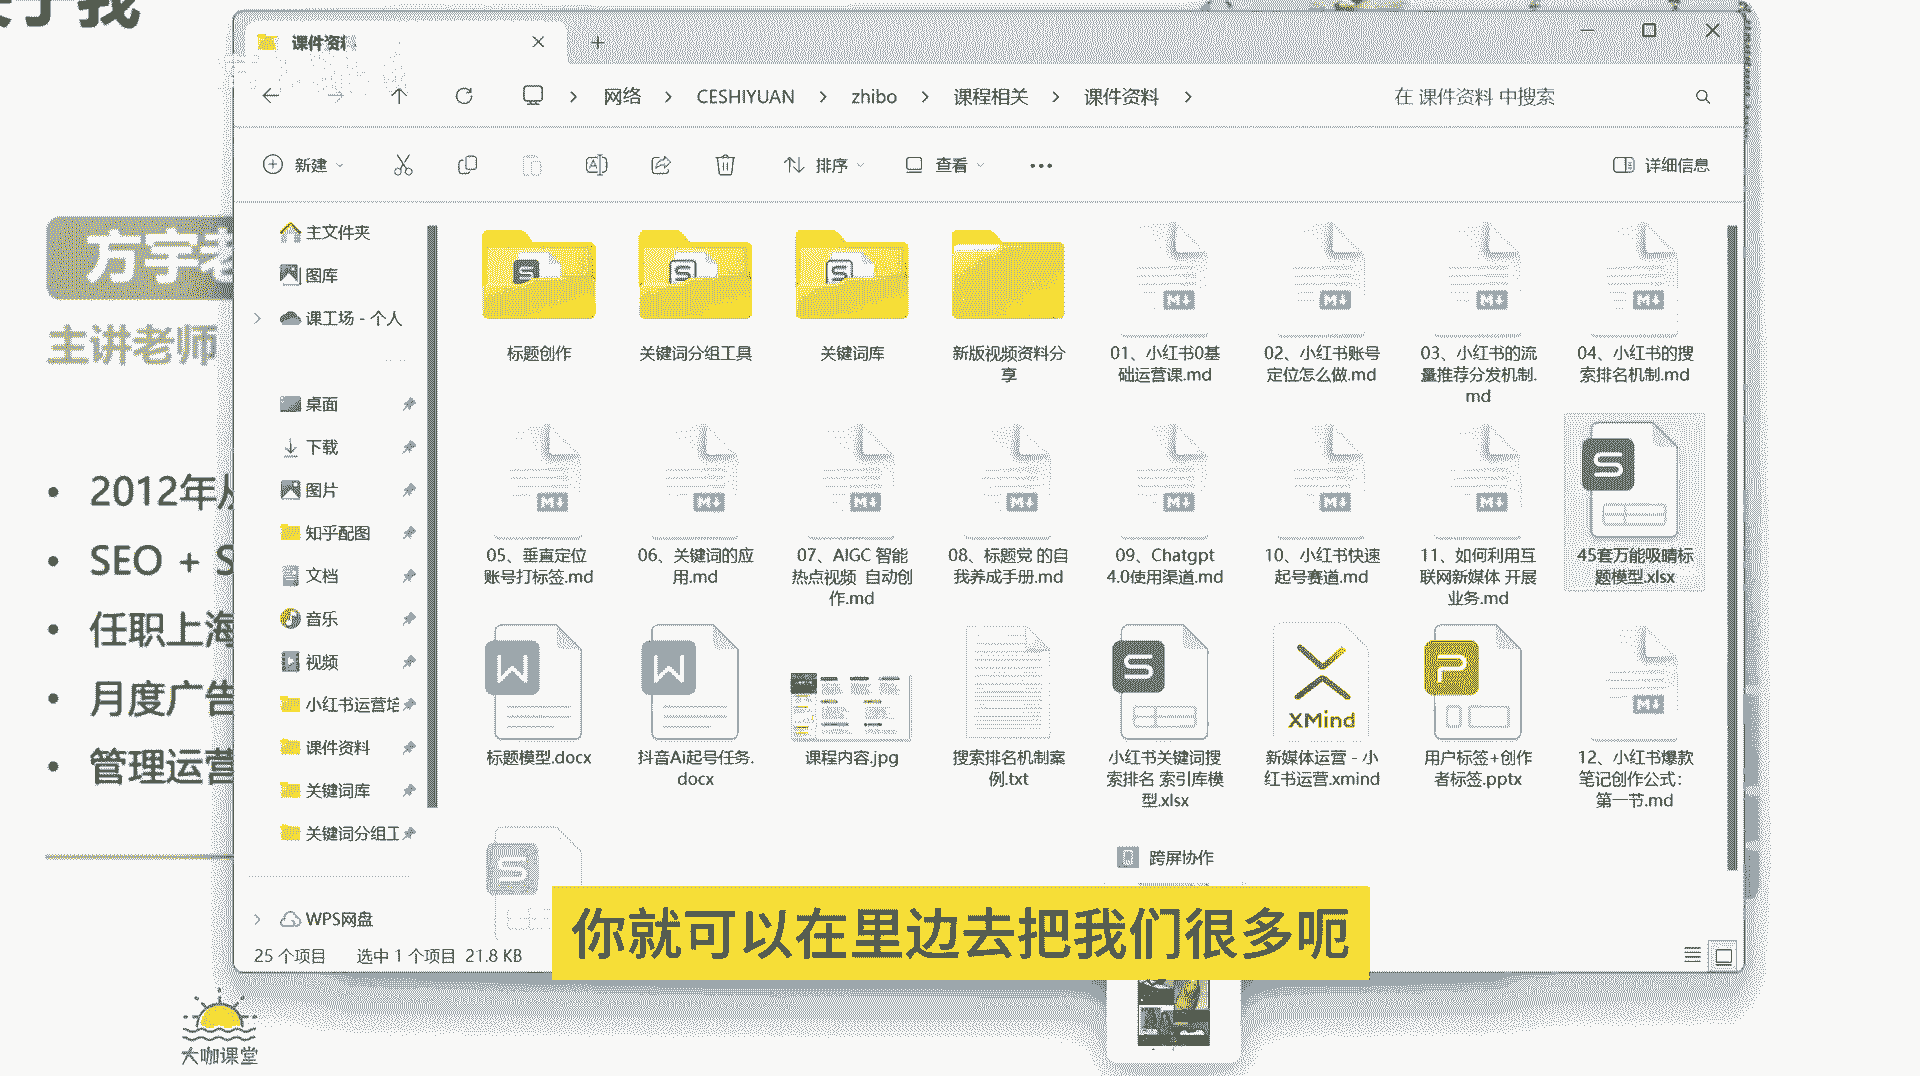 于我
课件资料
网络
CESHIYUAN
zhibo
课程相关
课件资料
在 课件资料 中搜索
新建
排序
查看
详细信息
方宇老
主讲老师
2012年从
SEO + S
任职上海
月度广告
管理运营
主文件夹
图库
课工场 - 个人
桌面
下载
图片
知乎配图
文档
音乐
视频
小红书运营培
课件资料
关键词库
关键词分组工
WPS网盘
标题创作
关键词分组工具
关键词库
新版视频资料分
享
01、小红书0基
础运营课.md
02、小红书账号
定位怎么做.md
03、小红书的流
量推荐分发机制.
md
04、小红书的搜
索排名机制.md
05、垂直定位
账号打标签.md
06、关键词的应
用.md
07、AIGC 智能
热点视频 自动创
作.md
08、标题党 的自
我养成手册.md
09、Chatgpt
4.0使用渠道.md
10、小红书快速
起号赛道.md
11、如何利用互
联网新媒体 开展
业务.md
45套万能吸睛标
题模型.xlsx
标题模型.docx
抖音Ai起号任务.
docx
课程内容.jpg
搜索排名机制案
例.txt
小红书关键词搜
索排名 索引库模
型.xlsx
XMind
新媒体运营 - 小
红书运营.xmind
用户标签+创作
者标签.pptx
12、小红书爆款
笔记创作公式：
第一节.md
跨屏协作
你就可以在里边去把我们很多呃
25 个项目
选中 1 个项目 21.8 KB
大咖课堂